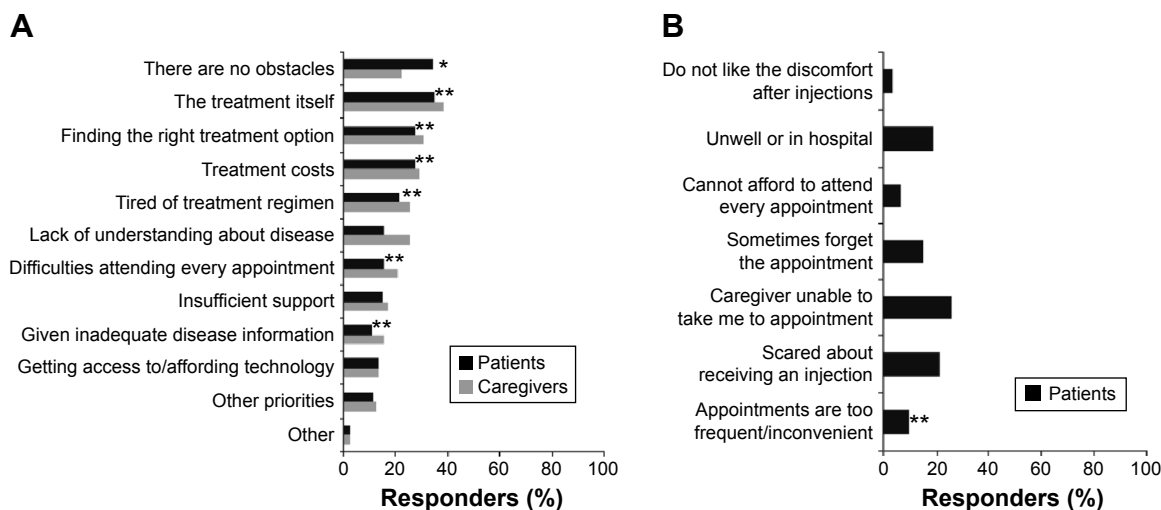 A
There are no obstacles
*
The treatment itself
**
Finding the right treatment option
**
Treatment costs
**
Tired of treatment regimen
**
Lack of understanding about disease
Difficulties attending every appointment
**
Insufficient support
Given inadequate disease information
**
Getting access to/affording technology
Other priorities
Other
Patients
Caregivers
0 20 40 60 80 100
Responders (%)
B
Do not like the discomfort
after injections
Unwell or in hospital
Cannot afford to attend
every appointment
Sometimes forget
the appointment
Caregiver unable to
take me to appointment
Scared about
receiving an injection
Appointments are too
frequent/inconvenient
**
Patients
0 20 40 60 80 100
Responders (%)